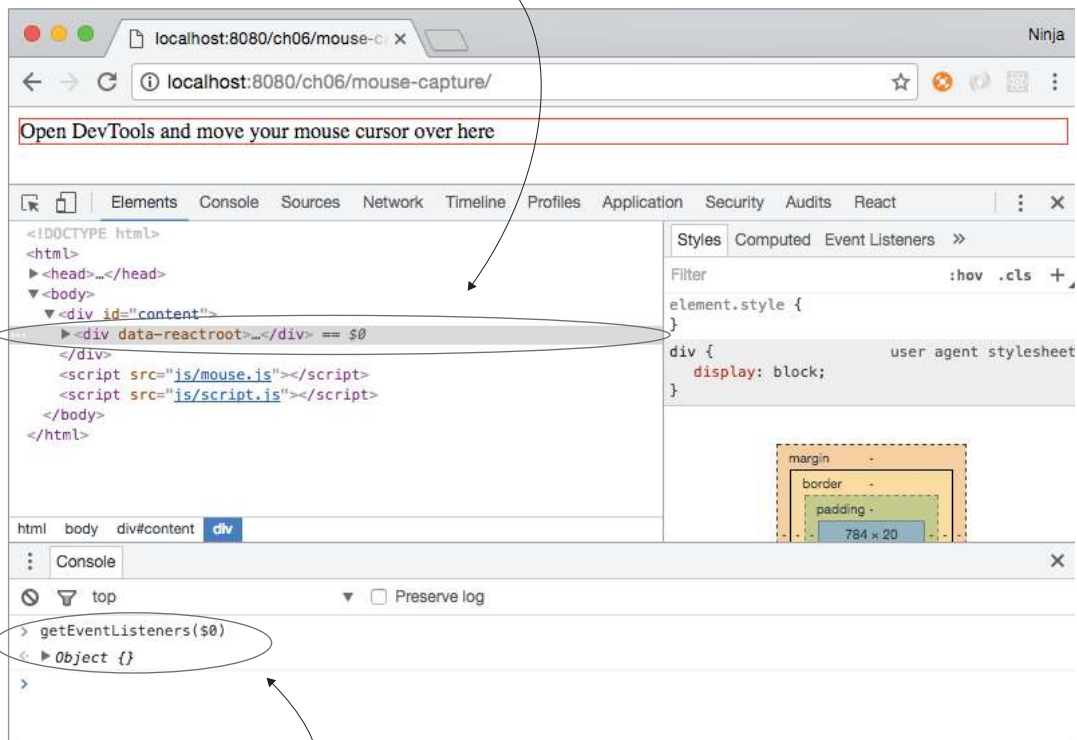 localhost:8080/ch06/mouse-c
Ninja
localhost:8080/ch06/mouse-capture/
Open DevTools and move your mouse cursor over here
Elements Console Sources Network Timeline Profiles Application Security Audits React
<!DOCTYPE html>
<html>
<head>…</head>
<body>
<div id="content">
<div data-reactroot>…</div> == $0
</div>
<script src="js/mouse.js"></script>
<script src="js/script.js"></script>
</body>
</html>
html body div#content div
Styles Computed Event Listeners »
Filter :hov .cls +
element.style {
}
div { user agent stylesheet
display: block;
}
margin -
border -
padding -
- - - 784 × 20 - - -
Console
top Preserve log
> getEventListeners($0)
Object {}
>